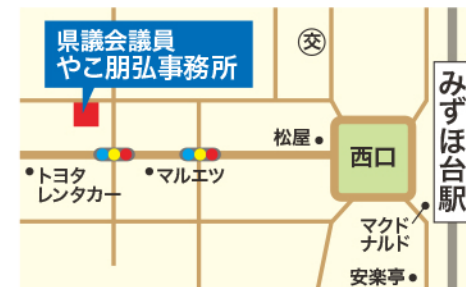 県議会議員
やこ朋弘事務所
交
みずほ台駅
松屋
西口
トヨタ
レンタカー
マルエツ
マクド
ナルド
安楽亭